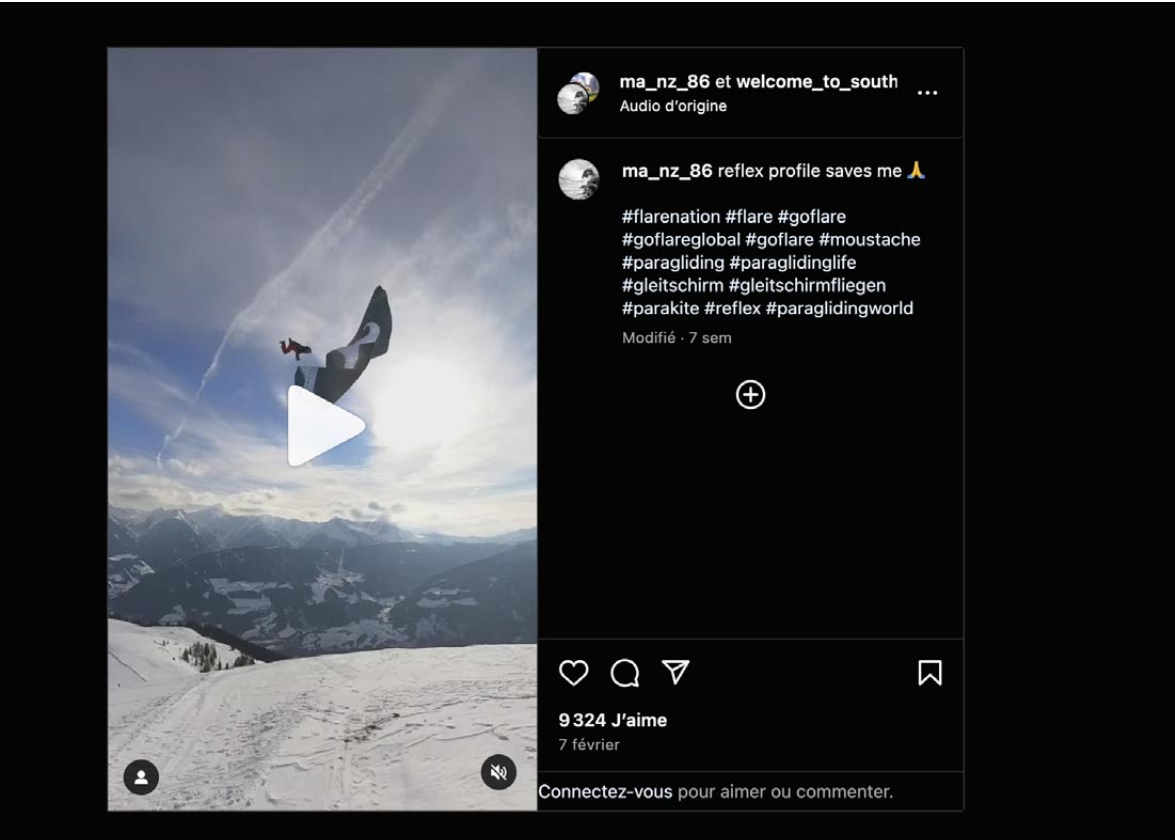 ma_nz_86 et welcome_to_south
Audio d'origine
ma_nz_86 reflex profile saves me 🙏
#flarenation #flare #goflare
#goflareglobal #goflare #moustache
#paragliding #paraglidinglife
#gleitschirm #gleitschirmfliegen
#parakite #reflex #paraglidingworld
Modifié · 7 sem
9 324 J’aime
7 février
Connectez-vous pour aimer ou commenter.